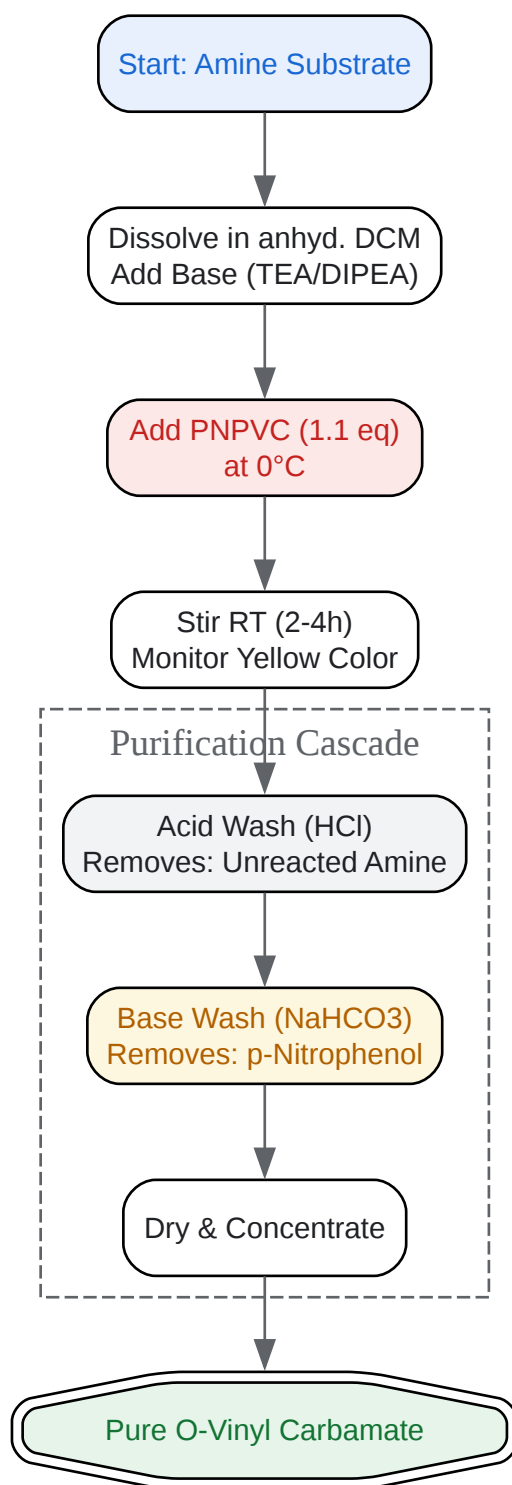 Start: Amine Substrate
Dissolve in anhyd. DCM
Add Base (TEA/DIPEA)
Add PNPVC (1.1 eq)
at 0°C
Stir RT (2-4h)
Monitor Yellow Color
Purification Cascade
Acid Wash (HCl)
Removes: Unreacted Amine
Base Wash (NaHCO3)
Removes: p-Nitrophenol
Dry & Concentrate
Pure O-Vinyl Carbamate